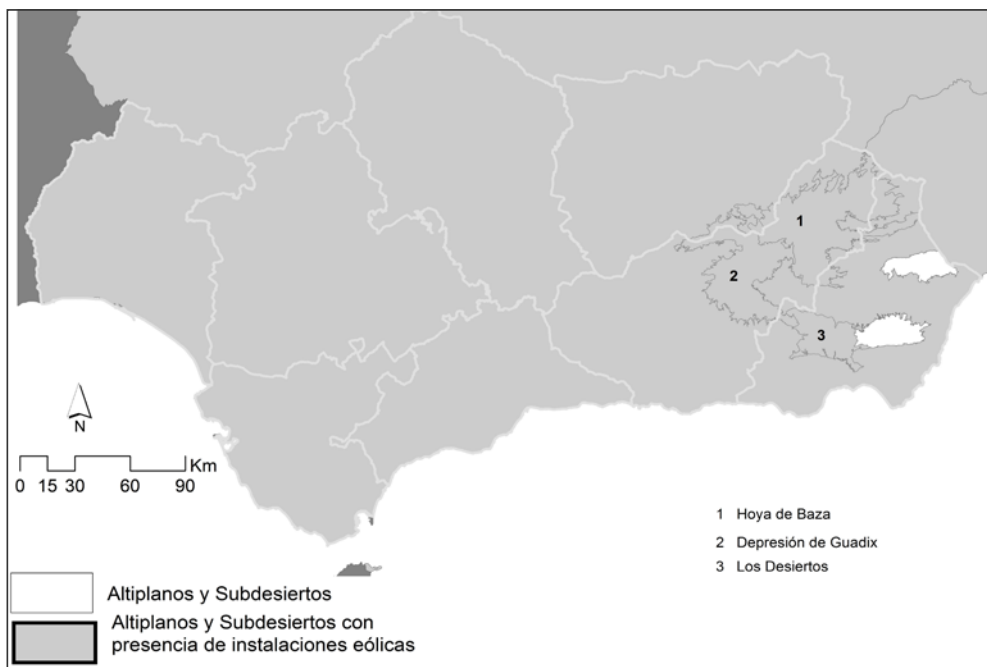 1
2
3
N
Km
0 15 30 60 90
1 Hoya de Baza
2 Depresión de Guadix
3 Los Desiertos
Altiplanos y Subdesiertos
Altiplanos y Subdesiertos con
presencia de instalaciones eólicas